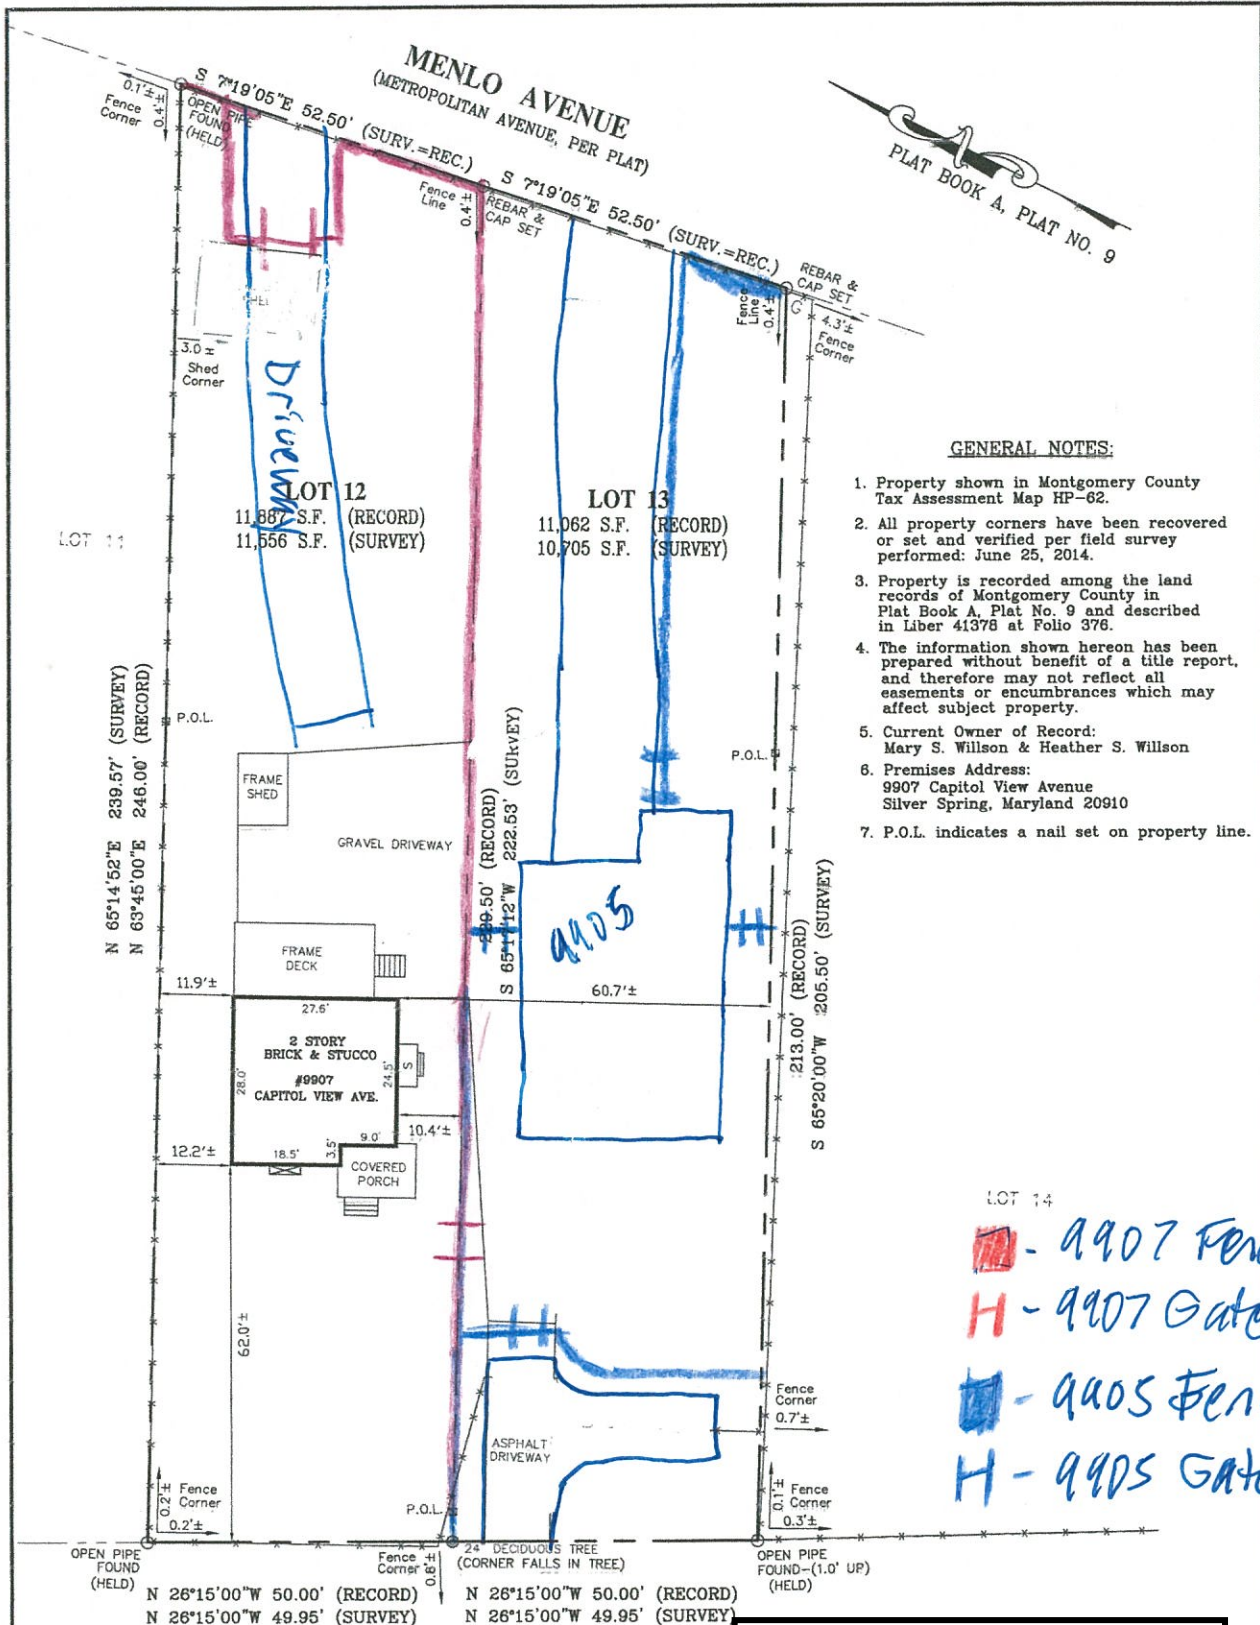 MENLO AVENUE
(METROPOLITAN AVENUE, PER PLAT)
S 7°19'05"E 52.50' (SURV.=REC.)
S 7°19'05"E 52.50' (SURV.=REC.)
PLAT BOOK A, PLAT NO. 9
0.1'±
Fence
Corner
0.4'±
OPEN PIPE
FOUND
(HELD)
Fence
Line
0.4'±
REBAR &
CAP SET
Fence
Line
0.4'±
REBAR &
CAP SET
G
4.3'±
Fence
Corner
3.0'±
Shed
Corner
Driveway
LOT 11
LOT 12
11,887 S.F. (RECORD)
11,556 S.F. (SURVEY)
LOT 13
11,062 S.F. (RECORD)
10,705 S.F. (SURVEY)
GENERAL NOTES:
1. Property shown in Montgomery County
Tax Assessment Map HP-62.
2. All property corners have been recovered
or set and verified per field survey
performed: June 25, 2014.
3. Property is recorded among the land
records of Montgomery County in
Plat Book A, Plat No. 9 and described
in Liber 41378 at Folio 376.
4. The information shown hereon has been
prepared without benefit of a title report,
and therefore may not reflect all
easements or encumbrances which may
affect subject property.
5. Current Owner of Record:
Mary S. Willson & Heather S. Willson
6. Premises Address:
9907 Capitol View Avenue
Silver Spring, Maryland 20910
7. P.O.L. indicates a nail set on property line.
N 65°14'52"E 239.57' (SURVEY)
N 63°45'00"E 246.00' (RECORD)
P.O.L.
P.O.L.
FRAME
SHED
GRAVEL DRIVEWAY
(RECORD)
S 65°17'12"W 222.53' (SURVEY)
9905
FRAME
DECK
11.9'±
60.7'±
213.00' (RECORD)
S 65°20'00"W 205.50' (SURVEY)
27.6'
2 STORY
BRICK & STUCCO
#9907
CAPITOL VIEW AVE.
28.0'
24.5'
S
10.4'±
12.2'±
18.5'
3.5'
9.0'
COVERED
PORCH
62.0'±
LOT 14
- 9907 Fen
H - 9907 Gate
- 9905 Fen
H - 9905 Gate
ASPHALT
DRIVEWAY
Fence
Corner
0.7'±
P.O.L.
0.2'±
Fence
Corner
0.2'±
0.1'±
Fence
Corner
0.3'±
OPEN PIPE
FOUND
(HELD)
Fence
Corner
0.8'±
24" DECIDUOUS TREE
(CORNER FALLS IN TREE)
OPEN PIPE
FOUND-(1.0' UP)
(HELD)
N 26°15'00"W 50.00' (RECORD)
N 26°15'00"W 49.95' (SURVEY)
N 26°15'00"W 50.00' (RECORD)
N 26°15'00"W 49.95' (SURVEY)